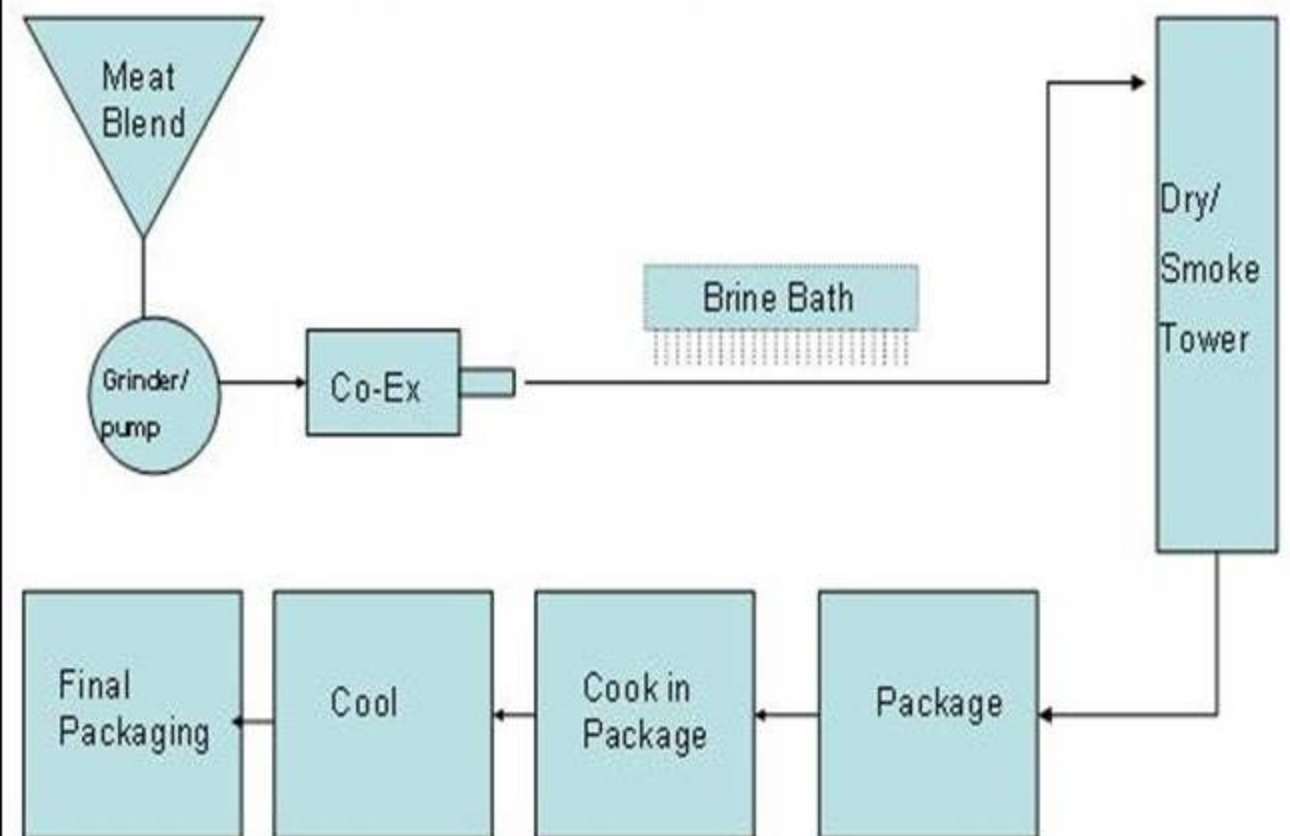 Meat
Blend
Grinder/
pump
Co-Ex
Brine Bath
Dry/
Smoke
Tower
Package
Cook in
Package
Cool
Final
Packaging